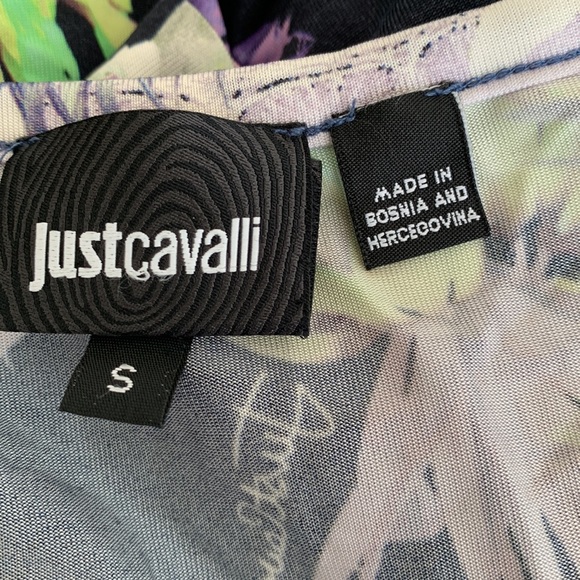 Justcavalli
MADE IN
BOSNIA AND
HERCEGOVINA
S